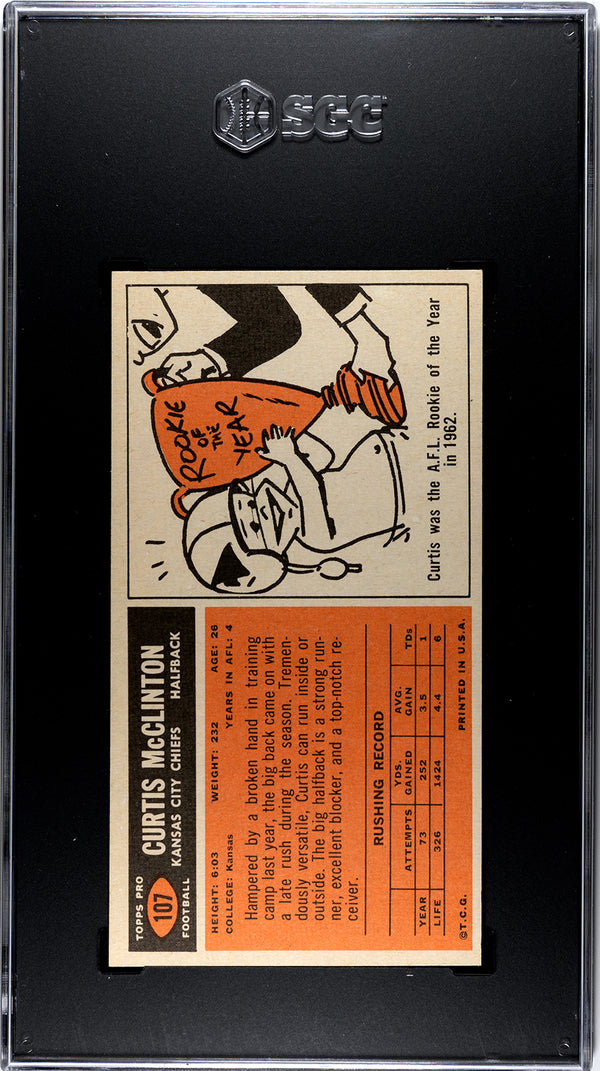 SGC
TOPPS PRO
107
FOOTBALL
CURTIS McCLINTON
KANSAS CITY CHIEFS HALFBACK
HEIGHT: 6:03 WEIGHT: 232 AGE: 26
COLLEGE: Kansas YEARS IN AFL: 4
Hampered by a broken hand in training
camp last year, the big back came on with
a late rush during the season. Tremen-
dously versatile, Curtis can run inside or
outside. The big halfback is a strong run-
ner, excellent blocker, and a top-notch re-
ceiver.
RUSHING RECORD
ATTEMPTS YDS. GAINED AVG. GAIN TDs
YEAR 73 252 3.5 1
LIFE 326 1424 4.4 6
©T.C.G. PRINTED IN U.S.A.
ROOKIE
OF
THE
YEAR
Curtis was the A.F.L. Rookie of the Year
in 1962.